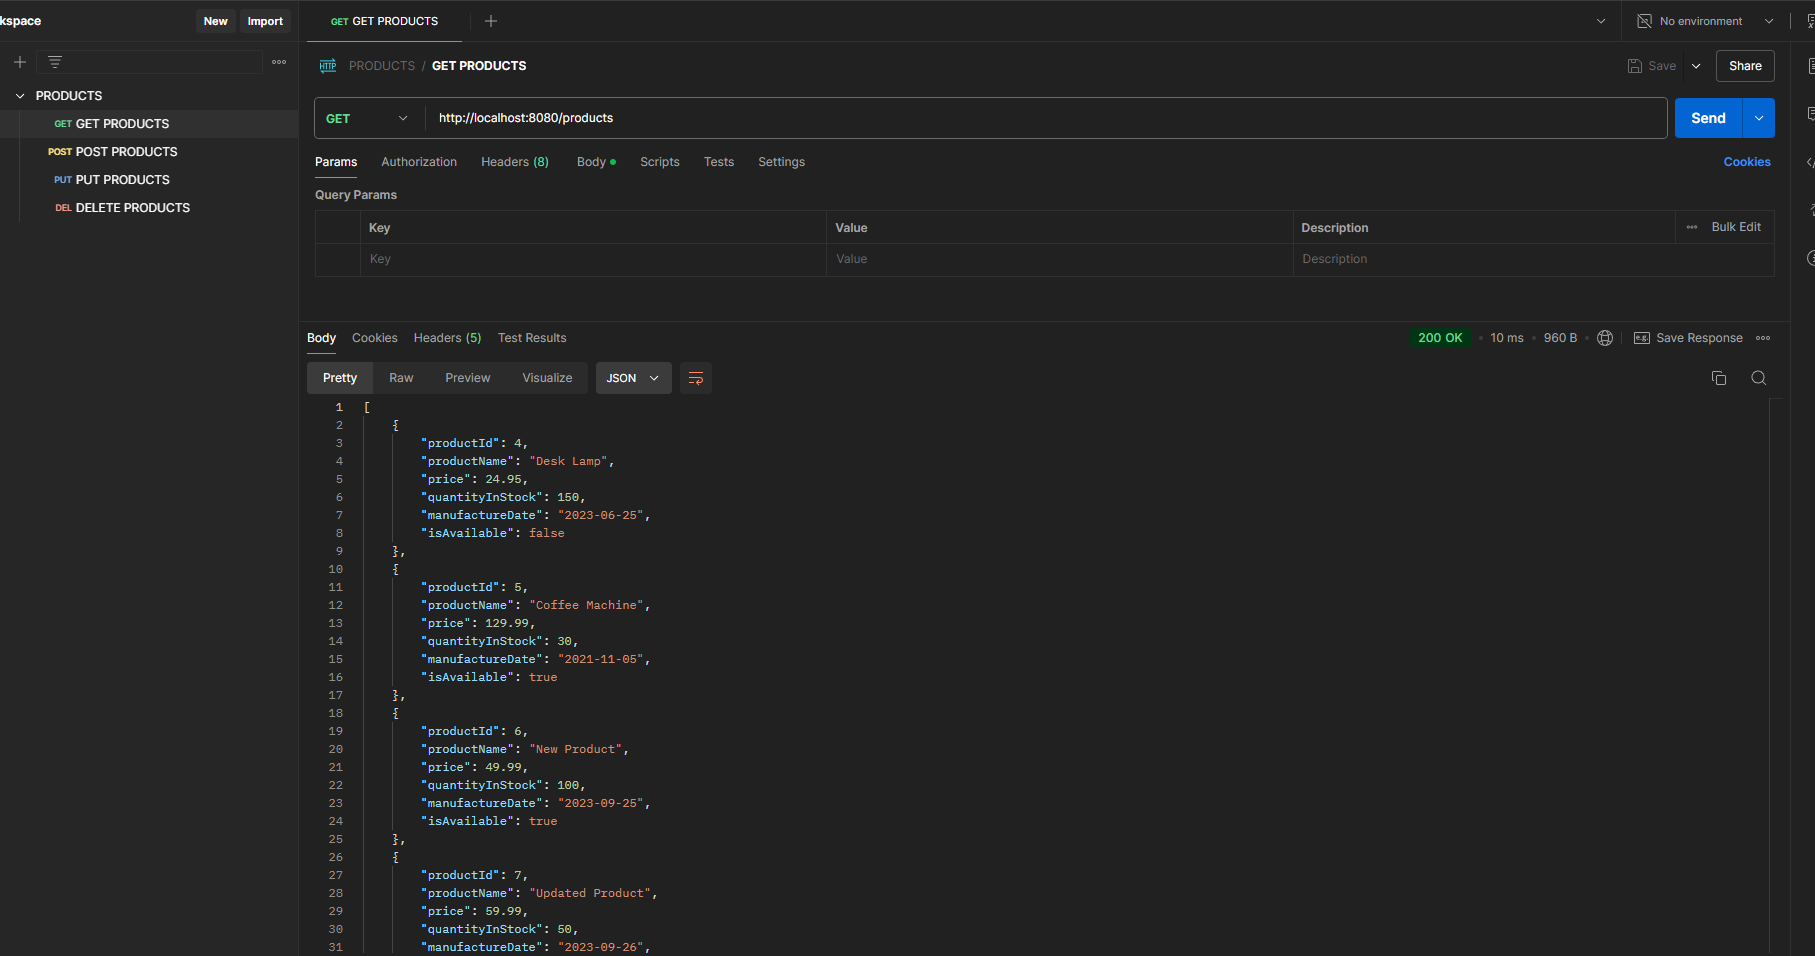 kspace
New
Import
GET GET PRODUCTS
No environment
PRODUCTS
GET GET PRODUCTS
POST POST PRODUCTS
PUT PUT PRODUCTS
DEL DELETE PRODUCTS
HTTP PRODUCTS / GET PRODUCTS
Save
Share
GET http://localhost:8080/products
Send
Params Authorization Headers (8) Body Scripts Tests Settings
Cookies
Query Params
Key Value Description Bulk Edit
Key Value Description
Body Cookies Headers (5) Test Results
200 OK • 10 ms • 960 B
e.g. Save Response
Pretty Raw Preview Visualize JSON
1 [
2 {
3 "productId": 4,
4 "productName": "Desk Lamp",
5 "price": 24.95,
6 "quantityInStock": 150,
7 "manufactureDate": "2023-06-25",
8 "isAvailable": false
9 },
10 {
11 "productId": 5,
12 "productName": "Coffee Machine",
13 "price": 129.99,
14 "quantityInStock": 30,
15 "manufactureDate": "2021-11-05",
16 "isAvailable": true
17 },
18 {
19 "productId": 6,
20 "productName": "New Product",
21 "price": 49.99,
22 "quantityInStock": 100,
23 "manufactureDate": "2023-09-25",
24 "isAvailable": true
25 },
26 {
27 "productId": 7,
28 "productName": "Updated Product",
29 "price": 59.99,
30 "quantityInStock": 50,
31 "manufactureDate": "2023-09-26",